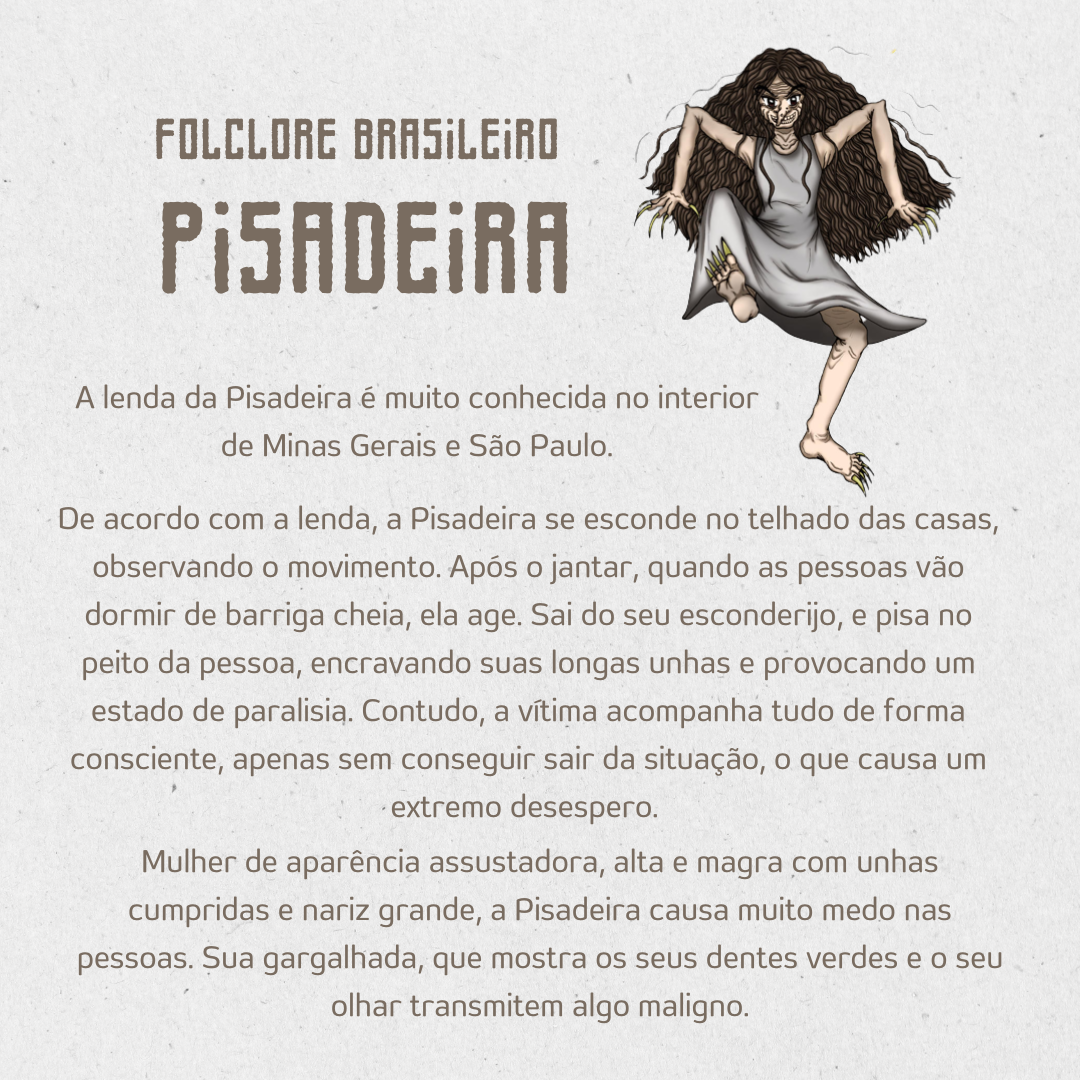 FOLCLORE BRASiLEiRO
PiSADEiRA
A lenda da Pisadeira é muito conhecida no interior
de Minas Gerais e São Paulo.
De acordo com a lenda, a Pisadeira se esconde no telhado das casas,
observando o movimento. Após o jantar, quando as pessoas vão
dormir de barriga cheia, ela age. Sai do seu esconderijo, e pisa no
peito da pessoa, encravando suas longas unhas e provocando um
estado de paralisia. Contudo, a vítima acompanha tudo de forma
consciente, apenas sem conseguir sair da situação, o que causa um
extremo desespero.
Mulher de aparência assustadora, alta e magra com unhas
cumpridas e nariz grande, a Pisadeira causa muito medo nas
pessoas. Sua gargalhada, que mostra os seus dentes verdes e o seu
olhar transmitem algo maligno.